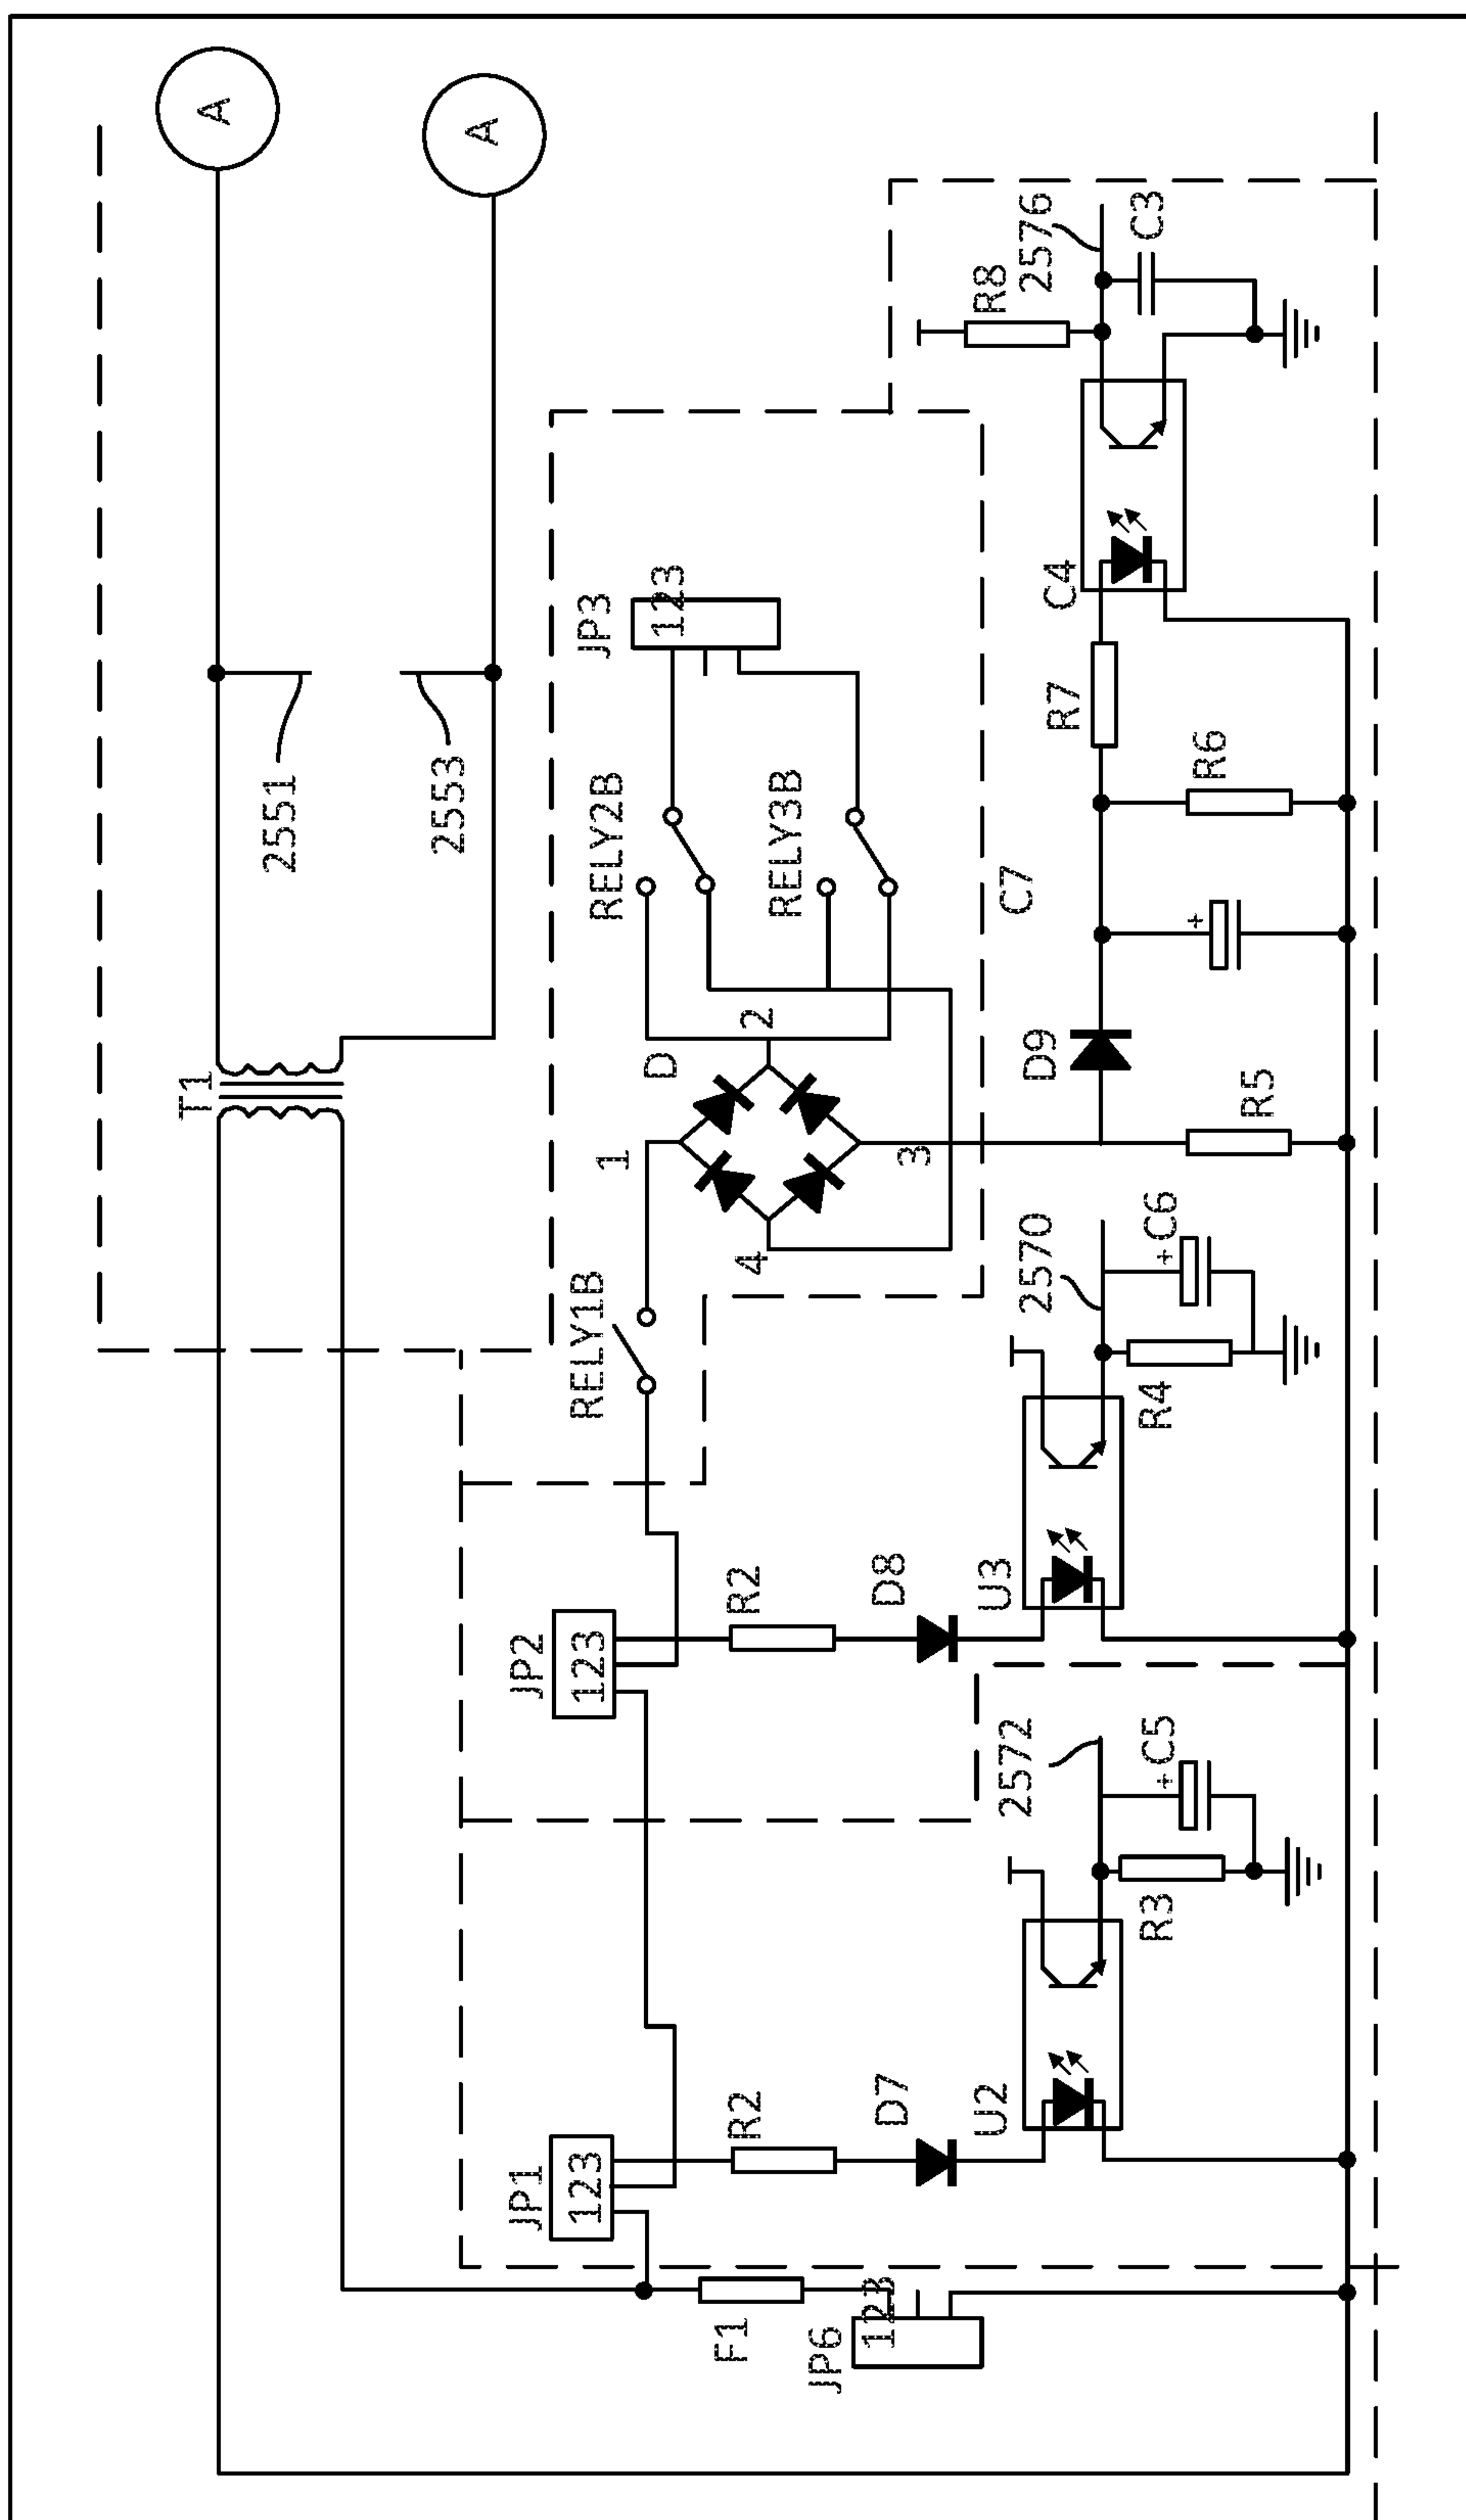 A
A
2551
2553
T1
JP3
123
RELY2B
RELY3B
RELY1B
D
1
2
3
4
R8
2576
C3
C4
R7
R6
C7
+
D9
R5
2570
+
C6
R4
U3
D8
R2
JP2
123
2572
+
C5
R3
U2
D7
R2
JP1
123
F1
JP6
123